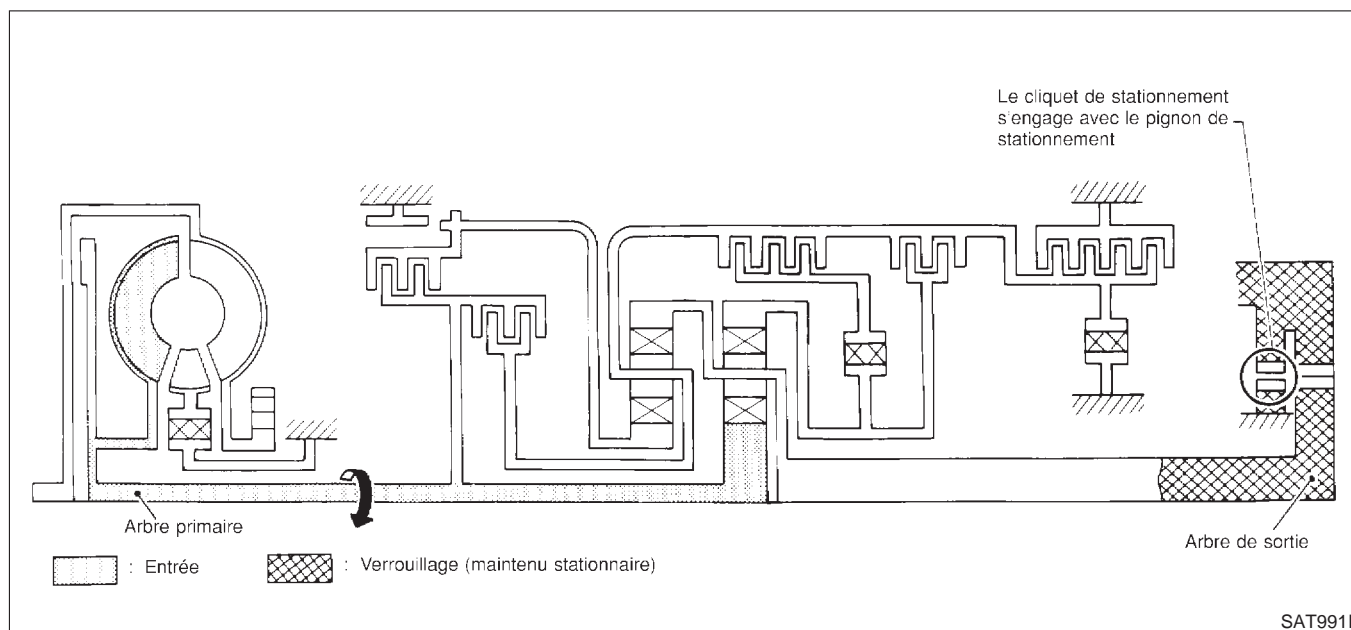 Le cliquet de stationnement
s'engage avec le pignon de
stationnement
Arbre primaire
Arbre de sortie
: Entrée
: Verrouillage (maintenu stationnaire)